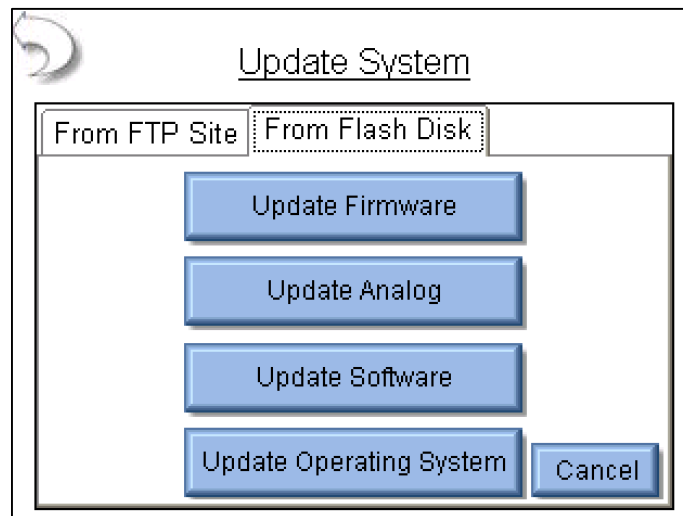 Update System
From FTP Site From Flash Disk
Update Firmware
Update Analog
Update Software
Update Operating System
Cancel